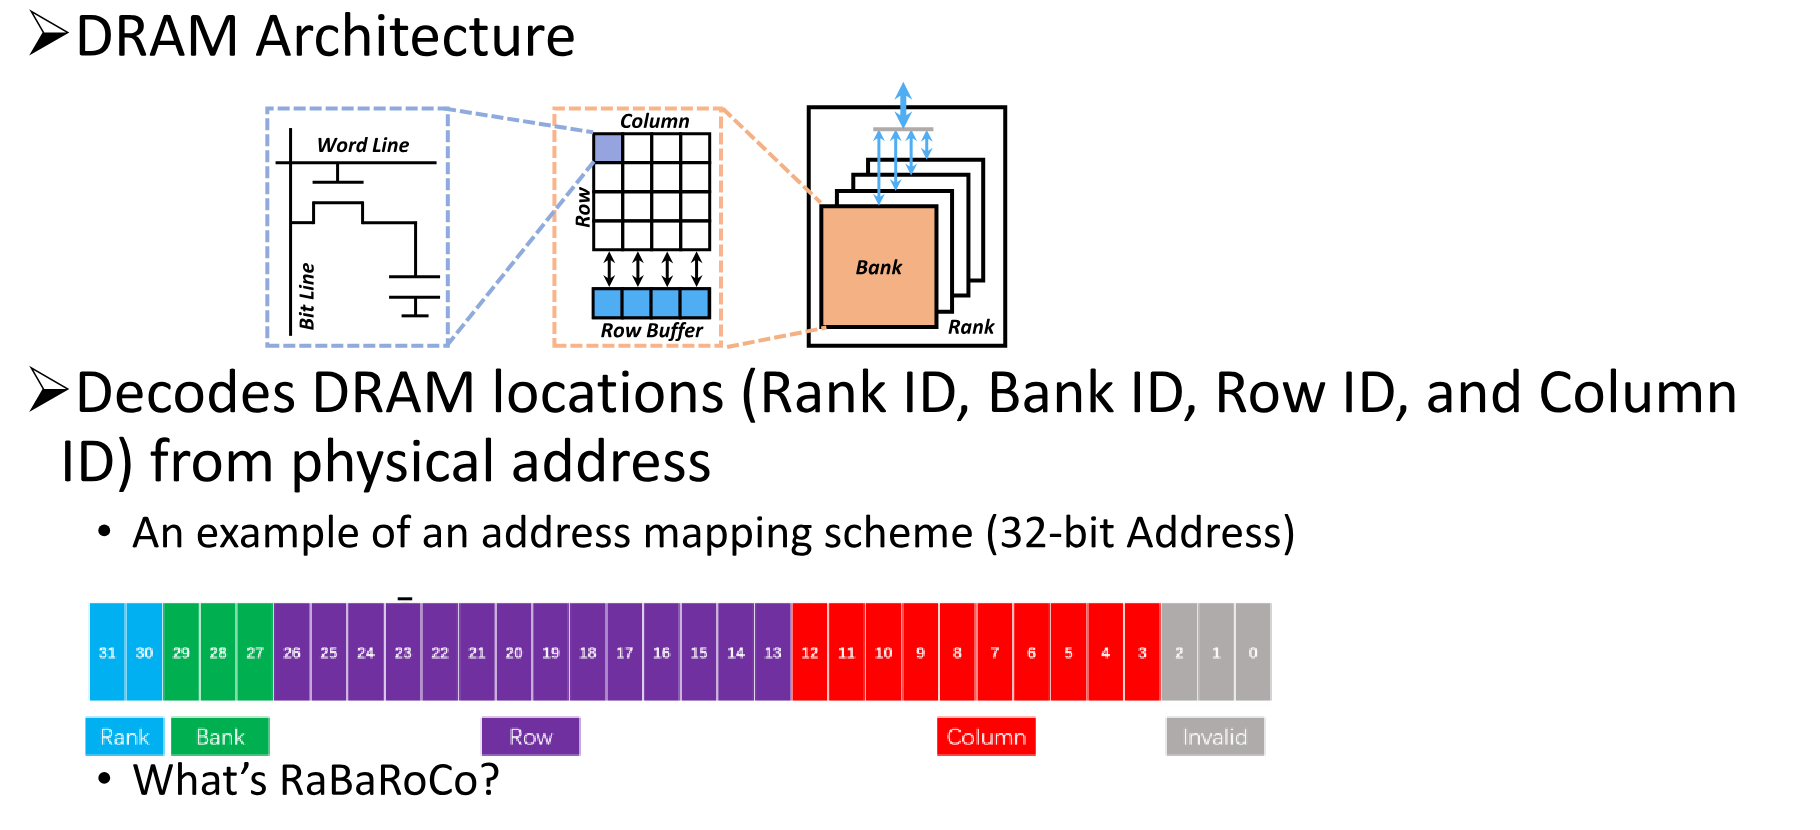 ➢DRAM Architecture
Word Line
Bit Line
Column
Row
Row Buffer
Bank
Rank
➢Decodes DRAM locations (Rank ID, Bank ID, Row ID, and Column
ID) from physical address
• An example of an address mapping scheme (32-bit Address)
31 30 29 28 27 26 25 24 23 22 21 20 19 18 17 16 15 14 13 12 11 10 9 8 7 6 5 4 3 2 1 0
Rank Bank Row Column Invalid
• What's RaBaRoCo?